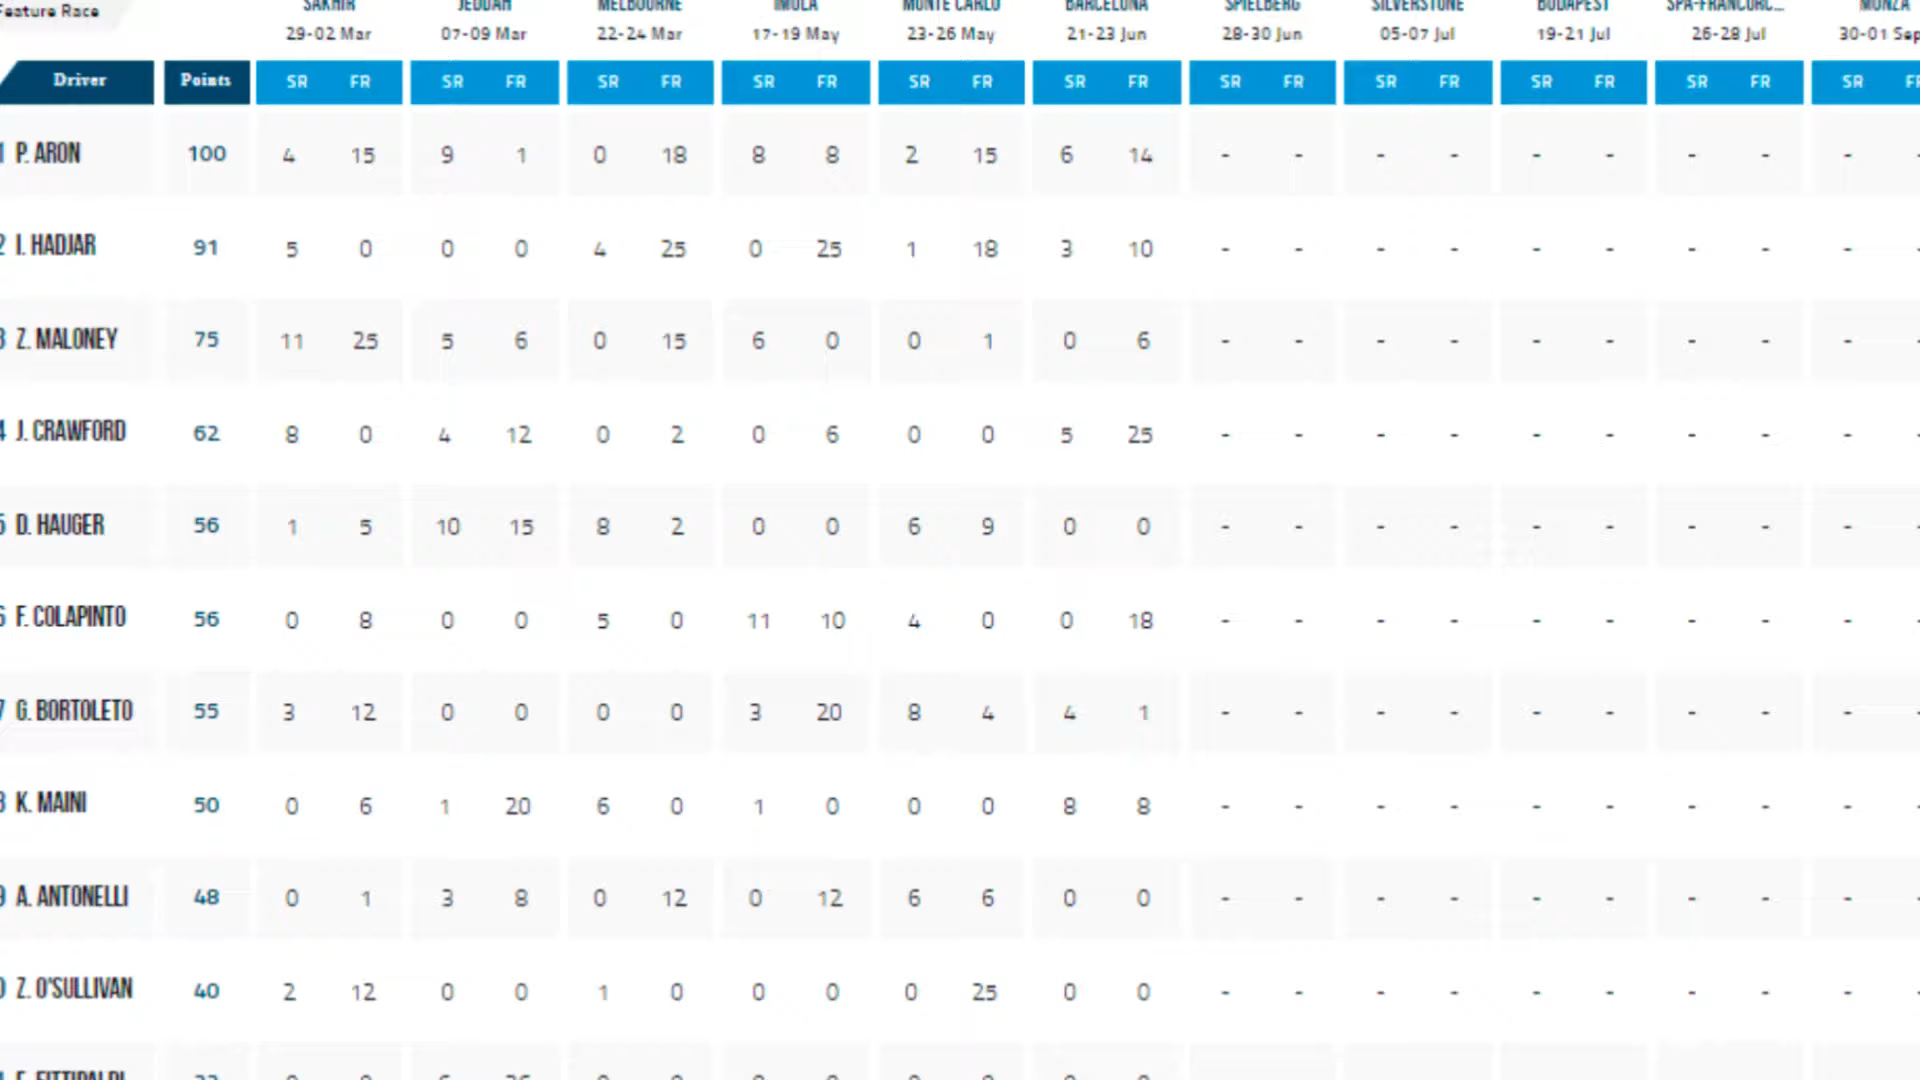 Feature Race SAKHIR JEDDAH MELBOURNE IMOLA MONTE CARLO BARCELONA SPIELBERG SILVERSTONE BUDAPEST SPA-FRANCORC... MONZA
29-02 Mar 07-09 Mar 22-24 Mar 17-19 May 23-26 May 21-23 Jun 28-30 Jun 05-07 Jul 19-21 Jul 26-28 Jul 30-01 Sep
Driver Points SR FR SR FR SR FR SR FR SR FR SR FR SR FR SR FR SR FR SR FR SR FR
1 P. ARON 100 4 15 9 1 0 18 8 8 2 15 6 14 - - - - - - - - - -
2 I. HADJAR 91 5 0 0 0 4 25 0 25 1 18 3 10 - - - - - - - - - -
3 Z. MALONEY 75 11 25 5 6 0 15 6 0 0 1 0 6 - - - - - - - - - -
4 J. CRAWFORD 62 8 0 4 12 0 2 0 6 0 0 5 25 - - - - - - - - - -
5 D. HAUGER 56 1 5 10 15 8 2 0 0 6 9 0 0 - - - - - - - - - -
6 F. COLAPINTO 56 0 8 0 0 5 0 11 10 4 0 0 18 - - - - - - - - - -
7 G. BORTOLETO 55 3 12 0 0 0 0 3 20 8 4 4 1 - - - - - - - - - -
8 K. MAINI 50 0 6 1 20 6 0 1 0 0 0 8 8 - - - - - - - - - -
9 A. ANTONELLI 48 0 1 3 8 0 12 0 12 6 6 0 0 - - - - - - - - - -
0 Z. O'SULLIVAN 40 2 12 0 0 1 0 0 0 0 25 0 0 - - - - - - - - - -
E. FITTIPALDI